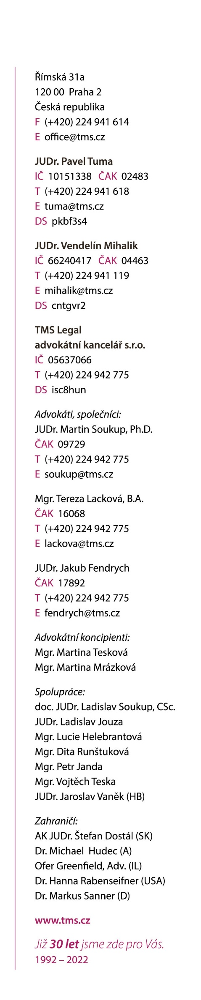 Římská 31a
120 00 Praha 2
Česká republika
F (+420) 224 941 614
E office@tms.cz
JUDr. Pavel Tuma
IČ 10151338 ČAK 02483
T (+420) 224 941 618
E tuma@tms.cz
DS pkbf3s4
JUDr. Vendelín Mihalik
IČ 66240417 ČAK 04463
T (+420) 224 941 119
E mihalik@tms.cz
DS cntgvr2
TMS Legal
advokátní kancelář s.r.o.
IČ 05637066
T (+420) 224 942 775
DS isc8hun
Advokáti, společníci:
JUDr. Martin Soukup, Ph.D.
ČAK 09729
T (+420) 224 942 775
E soukup@tms.cz
Mgr. Tereza Lacková, B.A.
ČAK 16068
T (+420) 224 942 775
E lackova@tms.cz
JUDr. Jakub Fendrych
ČAK 17892
T (+420) 224 942 775
E fendrych@tms.cz
Advokátní koncipienti:
Mgr. Martina Tesková
Mgr. Martina Mrázková
Spolupráce:
doc. JUDr. Ladislav Soukup, CSc.
JUDr. Ladislav Jouza
Mgr. Lucie Helebrantová
Mgr. Dita Runštuková
Mgr. Petr Janda
Mgr. Vojtěch Teska
JUDr. Jaroslav Vaněk (HB)
Zahraničí:
AK JUDr. Štefan Dostál (SK)
Dr. Michael Hudec (A)
Ofer Greenfield, Adv. (IL)
Dr. Hanna Rabenseifner (USA)
Dr. Markus Sanner (D)
www.tms.cz
Již 30 let jsme zde pro Vás.
1992 – 2022